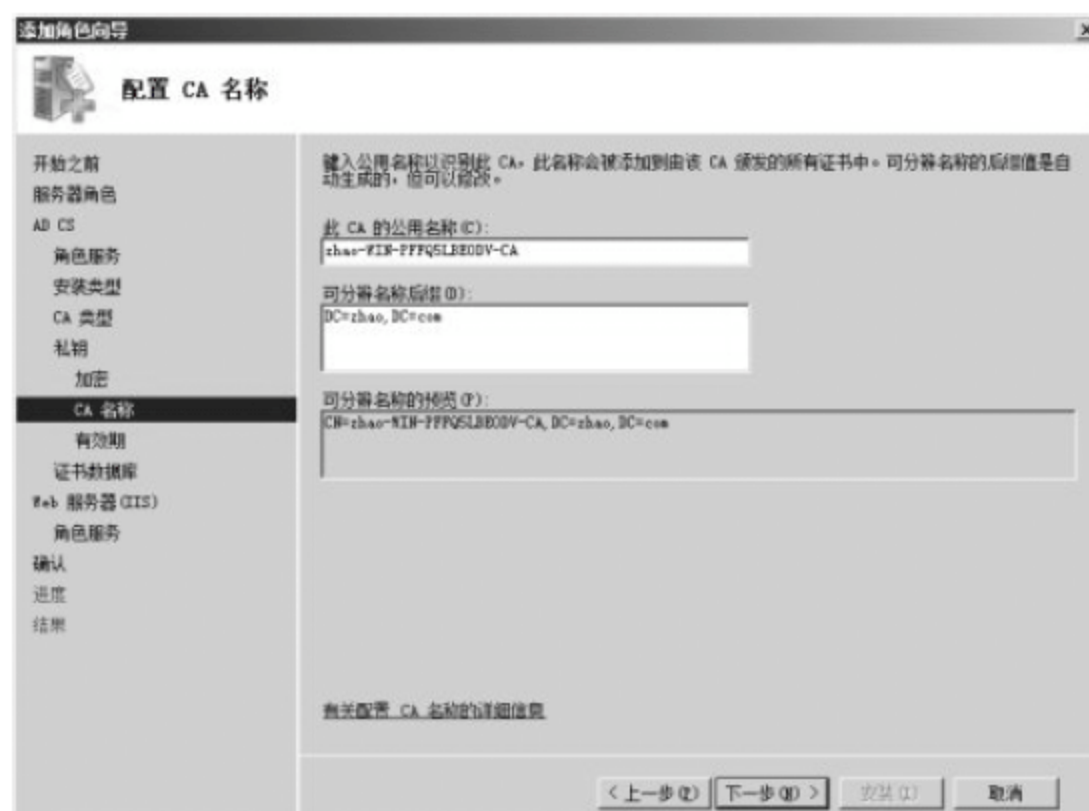 添加角色向导
配置 CA 名称
开始之前
服务器角色
AD CS
角色服务
安装类型
CA 类型
私钥
加密
CA 名称
有效期
证书数据库
Web 服务器(IIS)
角色服务
确认
进度
结果
键入公用名称以识别此 CA。此名称会被添加到由该 CA 颁发的所有证书中。可分辨名称的后缀值是自
动生成的，但可以修改。
此 CA 的公用名称(C):
zhao-WIN-PFFQ5LBEODV-CA
可分辨名称后缀(D):
DC=zhao,DC=com
可分辨名称的预览(P):
CN=zhao-WIN-PFFQ5LBEODV-CA,DC=zhao,DC=com
有关配置 CA 名称的详细信息
< 上一步(P)
下一步(N) >
安装(I)
取消